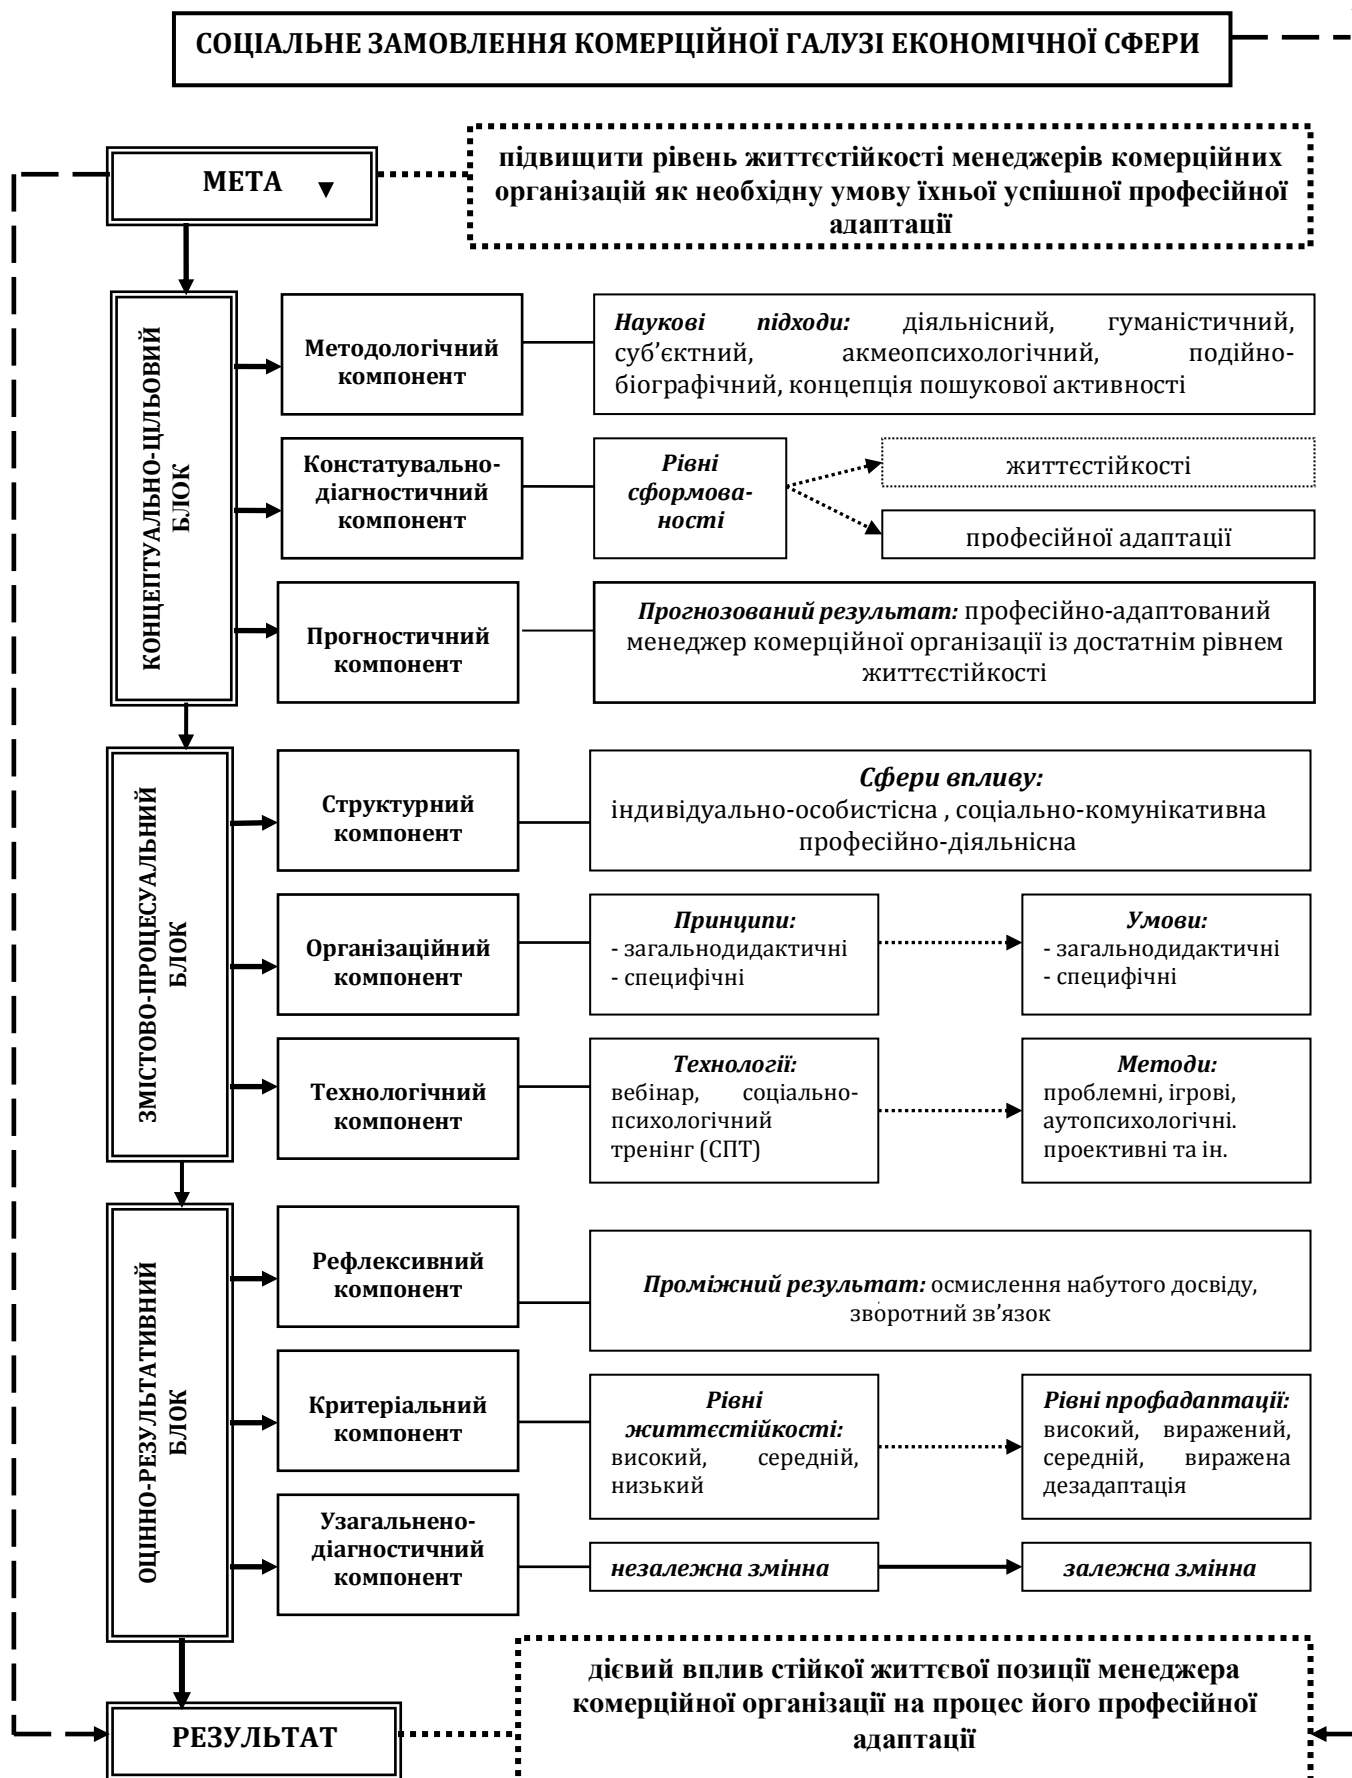 СОЦІАЛЬНЕ ЗАМОВЛЕННЯ КОМЕРЦІЙНОЇ ГАЛУЗІ ЕКОНОМІЧНОЇ СФЕРИ
МЕТА
підвищити рівень життєстійкості менеджерів комерційних
організацій як необхідну умову їхньої успішної професійної
адаптації
КОНЦЕПТУАЛЬНО-ЦІЛЬОВИЙ
БЛОК
Методологічний
компонент
Наукові підходи: діяльнісний, гуманістичний,
суб’єктний, акмеопсихологічний, подійно-
біографічний, концепція пошукової активності
Констатувально-
діагностичний
компонент
Рівні
сформова-
ності
життєстійкості
професійної адаптації
Прогностичний
компонент
Прогнозований результат: професійно-адаптований
менеджер комерційної організації із достатнім рівнем
життєстійкості
ЗМІСТОВО-ПРОЦЕСУАЛЬНИЙ
БЛОК
Структурний
компонент
Сфери впливу:
індивідуально-особистісна , соціально-комунікативна
професійно-діяльнісна
Організаційний
компонент
Принципи:
- загальнодидактичні
- специфічні
Умови:
- загальнодидактичні
- специфічні
Технологічний
компонент
Технології:
вебінар, соціально-
психологічний
тренінг (СПТ)
Методи:
проблемні, ігрові,
аутопсихологічні.
проективні та ін.
ОЦІННО-РЕЗУЛЬТАТИВНИЙ
БЛОК
Рефлексивний
компонент
Проміжний результат: осмислення набутого досвіду,
зворотний зв’язок
Критеріальний
компонент
Рівні
життєстійкості:
високий, середній,
низький
Рівні профадаптації:
високий, виражений,
середній, виражена
дезадаптація
Узагальнено-
діагностичний
компонент
незалежна змінна
залежна змінна
РЕЗУЛЬТАТ
дієвий вплив стійкої життєвої позиції менеджера
комерційної організації на процес його професійної
адаптації